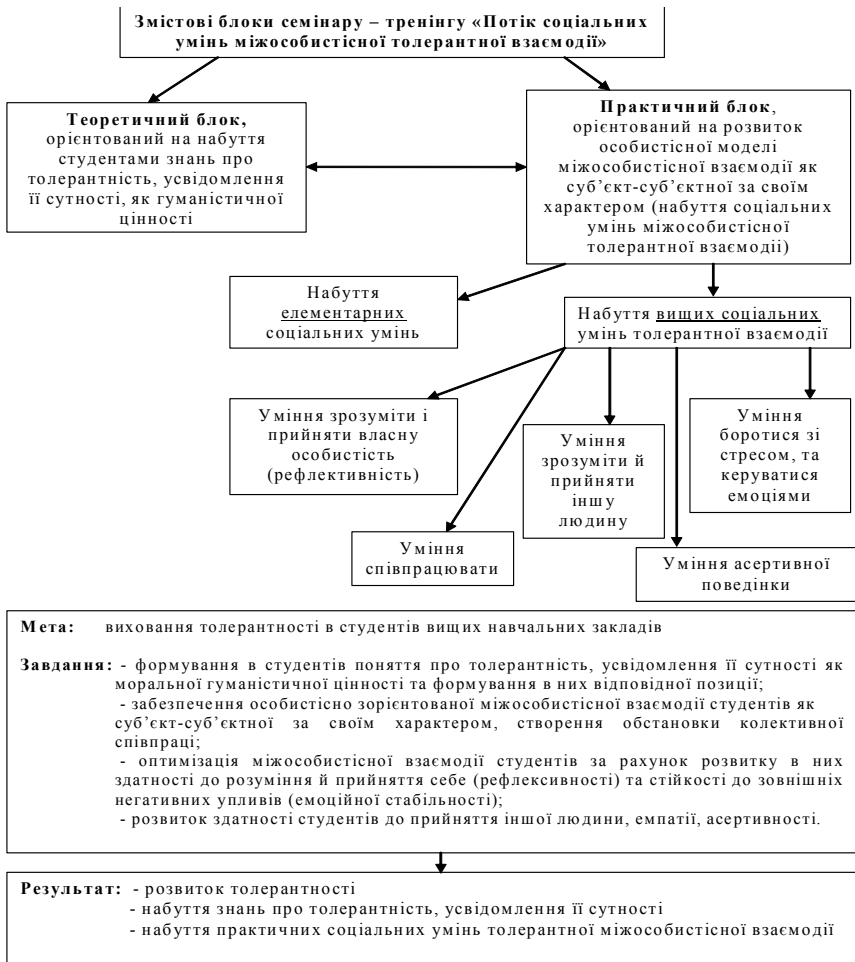 Змістові блоки семінару – тренінгу «Потік соціальних
умінь міжособистісної толерантної взаємодії»
Теоретичний блок,
орієнтований на набуття
студентами знань про
толерантність, усвідомлення
її сутності, як гуманістичної
цінності
Практичний блок,
орієнтований на розвиток
особистісної моделі
міжособистісної взаємодії як
суб’єкт-суб’єктної за своїм
характером (набуття соціальних
умінь міжособистісної
толерантної взаємодіі)
Набуття
елементарних
соціальних умінь
Набуття вищих соціальних
умінь толерантної взаємодії
Уміння зрозуміти і
прийняти власну
особистість
(рефлективність)
Уміння
зрозуміти й
прийняти
іншу
людину
Уміння
боротися зі
стресом, та
керуватися
емоціями
Уміння
співпрацювати
Уміння асертивної
поведінки
Мета: виховання толерантності в студентів вищих навчальних закладів
Завдання: - формування в студентів поняття про толерантність, усвідомлення її сутності як
моральної гуманістичної цінності та формування в них відповідної позиції;
- забезпечення особистісно зорієнтованої міжособистісної взаємодії студентів як
суб’єкт-суб’єктної за своїм характером, створення обстановки колективної
співпраці;
- оптимізація міжособистісної взаємодії студентів за рахунок розвитку в них
здатності до розуміння й прийняття себе (рефлексивності) та стійкості до зовнішніх
негативних упливів (емоційної стабільності);
- розвиток здатності студентів до прийняття іншої людини, емпатії, асертивності.
Результат: - розвиток толерантності
- набуття знань про толерантність, усвідомлення її сутності
- набуття практичних соціальних умінь толерантної міжособистісної взаємодії